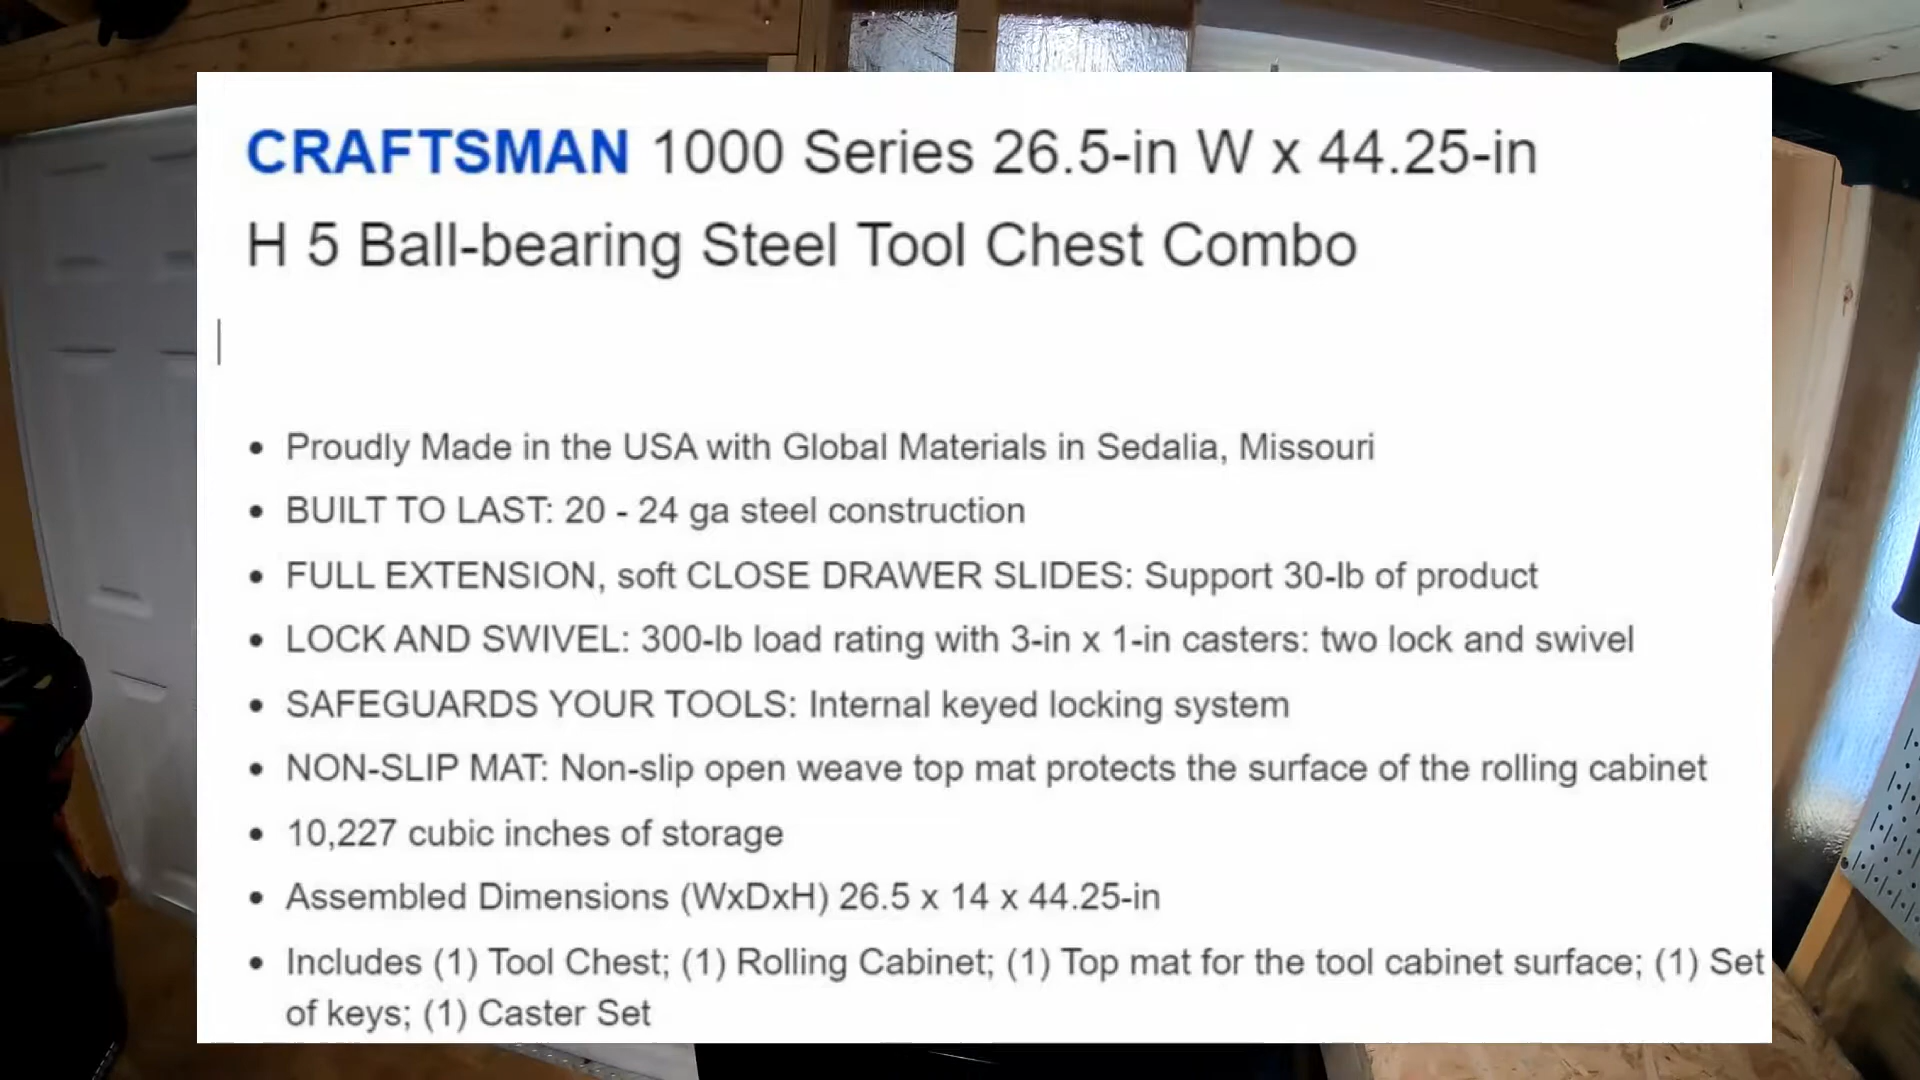 CRAFTSMAN 1000 Series 26.5-in W x 44.25-in
H 5 Ball-bearing Steel Tool Chest Combo
• Proudly Made in the USA with Global Materials in Sedalia, Missouri
• BUILT TO LAST: 20 - 24 ga steel construction
• FULL EXTENSION, soft CLOSE DRAWER SLIDES: Support 30-lb of product
• LOCK AND SWIVEL: 300-lb load rating with 3-in x 1-in casters: two lock and swivel
• SAFEGUARDS YOUR TOOLS: Internal keyed locking system
• NON-SLIP MAT: Non-slip open weave top mat protects the surface of the rolling cabinet
• 10,227 cubic inches of storage
• Assembled Dimensions (WxDxH) 26.5 x 14 x 44.25-in
• Includes (1) Tool Chest; (1) Rolling Cabinet; (1) Top mat for the tool cabinet surface; (1) Set
of keys; (1) Caster Set